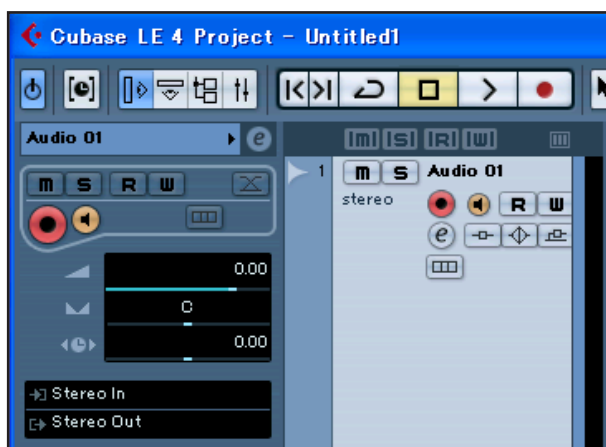 Cubase LE 4 Project - Untitled1
Audio 01 e
m S R W
0.00
C
0.00
Stereo In
Stereo Out
m S R W
1 m S Audio 01
stereo R W
e